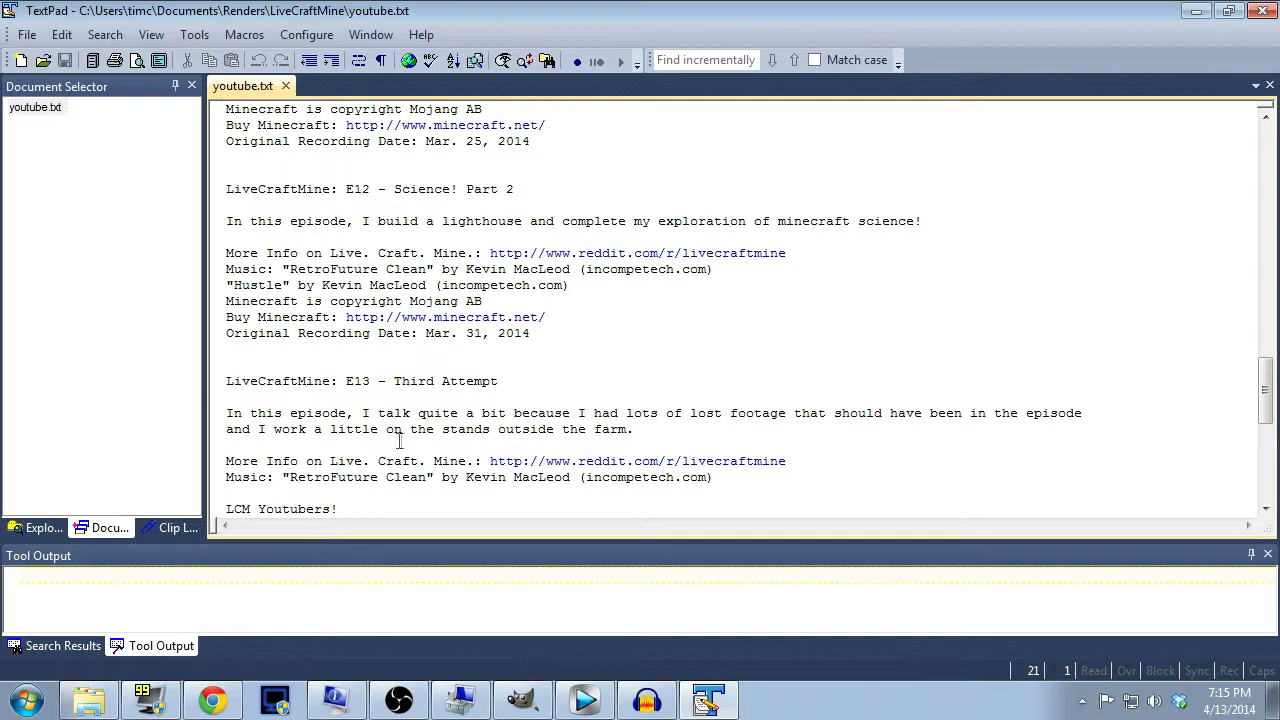 TextPad - C:\Users\timc\Documents\Renders\LiveCraftMine\youtube.txt
File Edit Search View Tools Macros Configure Window Help
Find incrementally Match case
Document Selector
youtube.txt
youtube.txt
Minecraft is copyright Mojang AB
Buy Minecraft: http://www.minecraft.net/
Original Recording Date: Mar. 25, 2014
LiveCraftMine: E12 - Science! Part 2
In this episode, I build a lighthouse and complete my exploration of minecraft science!
More Info on Live. Craft. Mine.: http://www.reddit.com/r/livecraftmine
Music: "RetroFuture Clean" by Kevin MacLeod (incompetech.com)
"Hustle" by Kevin MacLeod (incompetech.com)
Minecraft is copyright Mojang AB
Buy Minecraft: http://www.minecraft.net/
Original Recording Date: Mar. 31, 2014
LiveCraftMine: E13 - Third Attempt
In this episode, I talk quite a bit because I had lots of lost footage that should have been in the episode
and I work a little on the stands outside the farm.
More Info on Live. Craft. Mine.: http://www.reddit.com/r/livecraftmine
Music: "RetroFuture Clean" by Kevin MacLeod (incompetech.com)
LCM Youtubers!
Explo... Docu... Clip L...
Tool Output
Search Results Tool Output
21 1 Read Ovr Block Sync Rec Caps
99
7:15 PM
4/13/2014